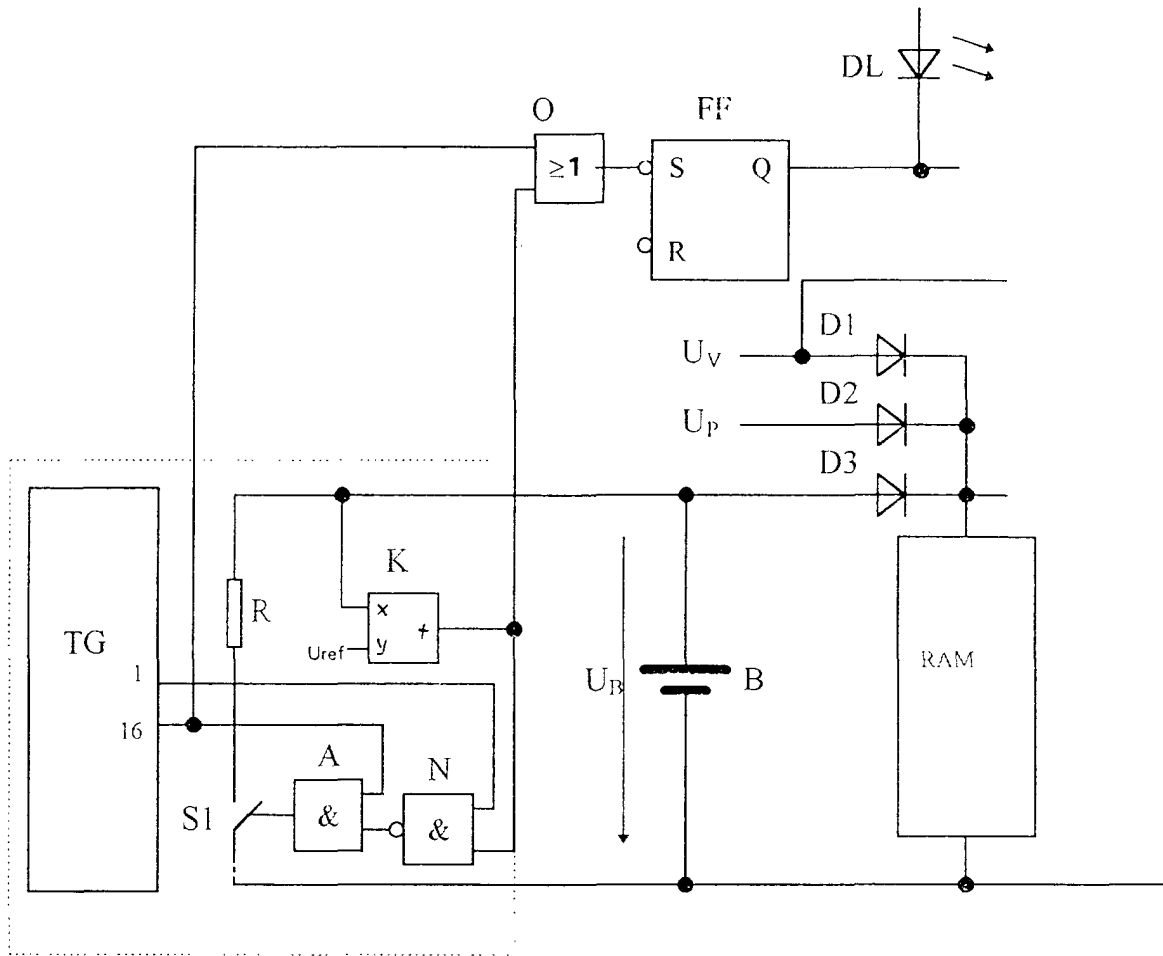 DL
O
FF
≥1
S
Q
R
D1
U_V
D2
U_P
D3
K
x
y
+
Uref
R
TG
1
16
U_B
B
RAM
A
N
S1
&
&